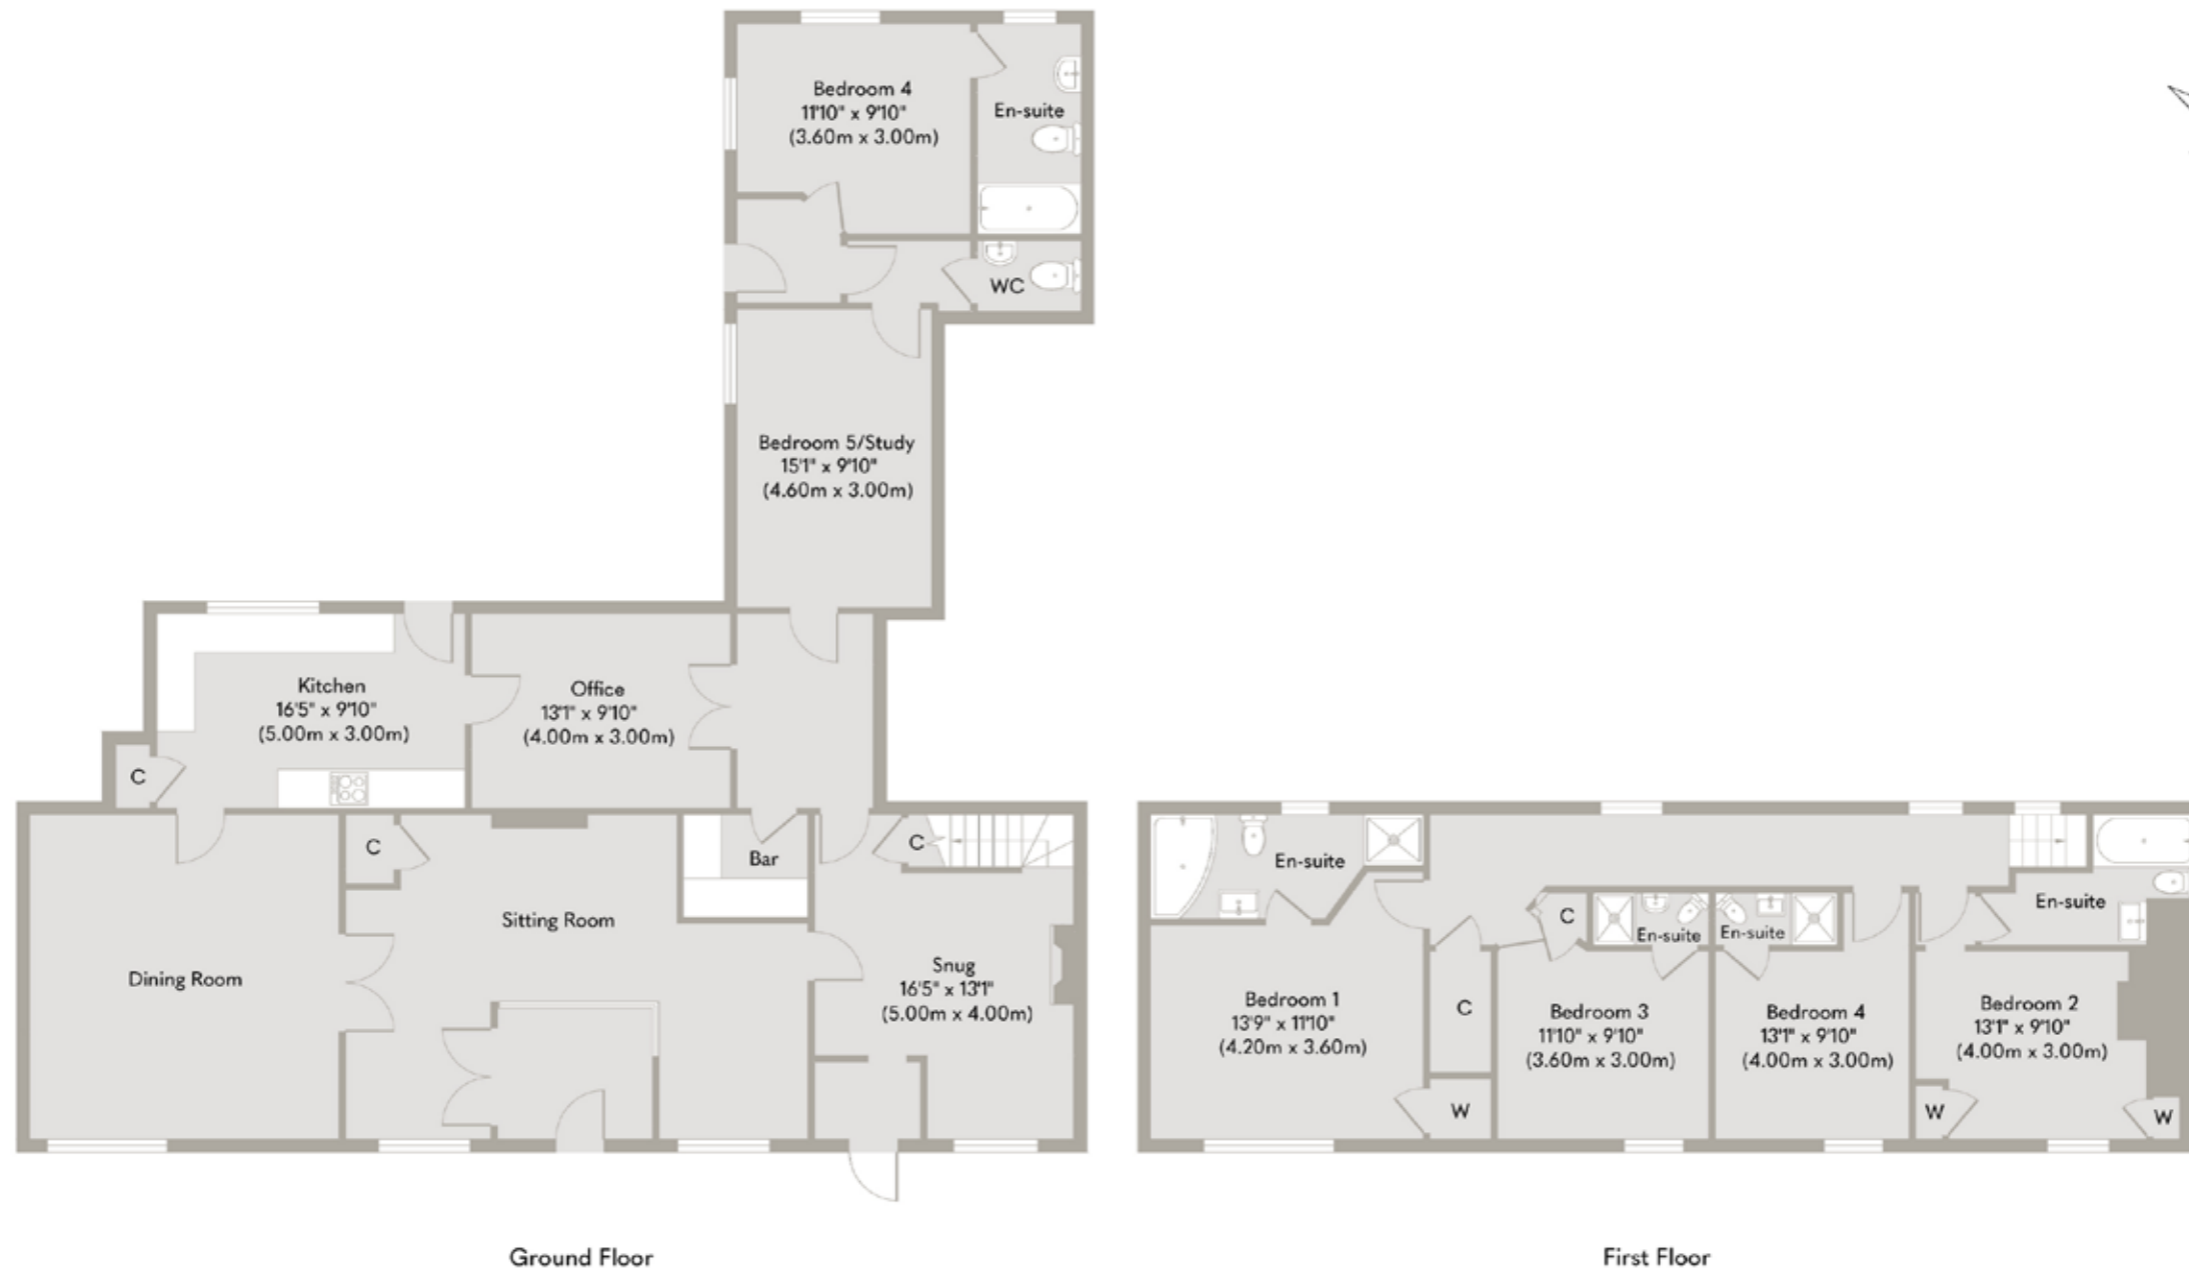 Bedroom 4
11'10" x 9'10"
(3.60m x 3.00m)
En-suite
WC
Bedroom 5/Study
15'1" x 9'10"
(4.60m x 3.00m)
Kitchen
16'5" x 9'10"
(5.00m x 3.00m)
Office
13'1" x 9'10"
(4.00m x 3.00m)
C
C
Bar
C
Sitting Room
Dining Room
Snug
16'5" x 13'1"
(5.00m x 4.00m)
Ground Floor
En-suite
En-suite
C
En-suite
En-suite
Bedroom 1
13'9" x 11'10"
(4.20m x 3.60m)
C
Bedroom 3
11'10" x 9'10"
(3.60m x 3.00m)
Bedroom 4
13'1" x 9'10"
(4.00m x 3.00m)
Bedroom 2
13'1" x 9'10"
(4.00m x 3.00m)
W
W
W
First Floor